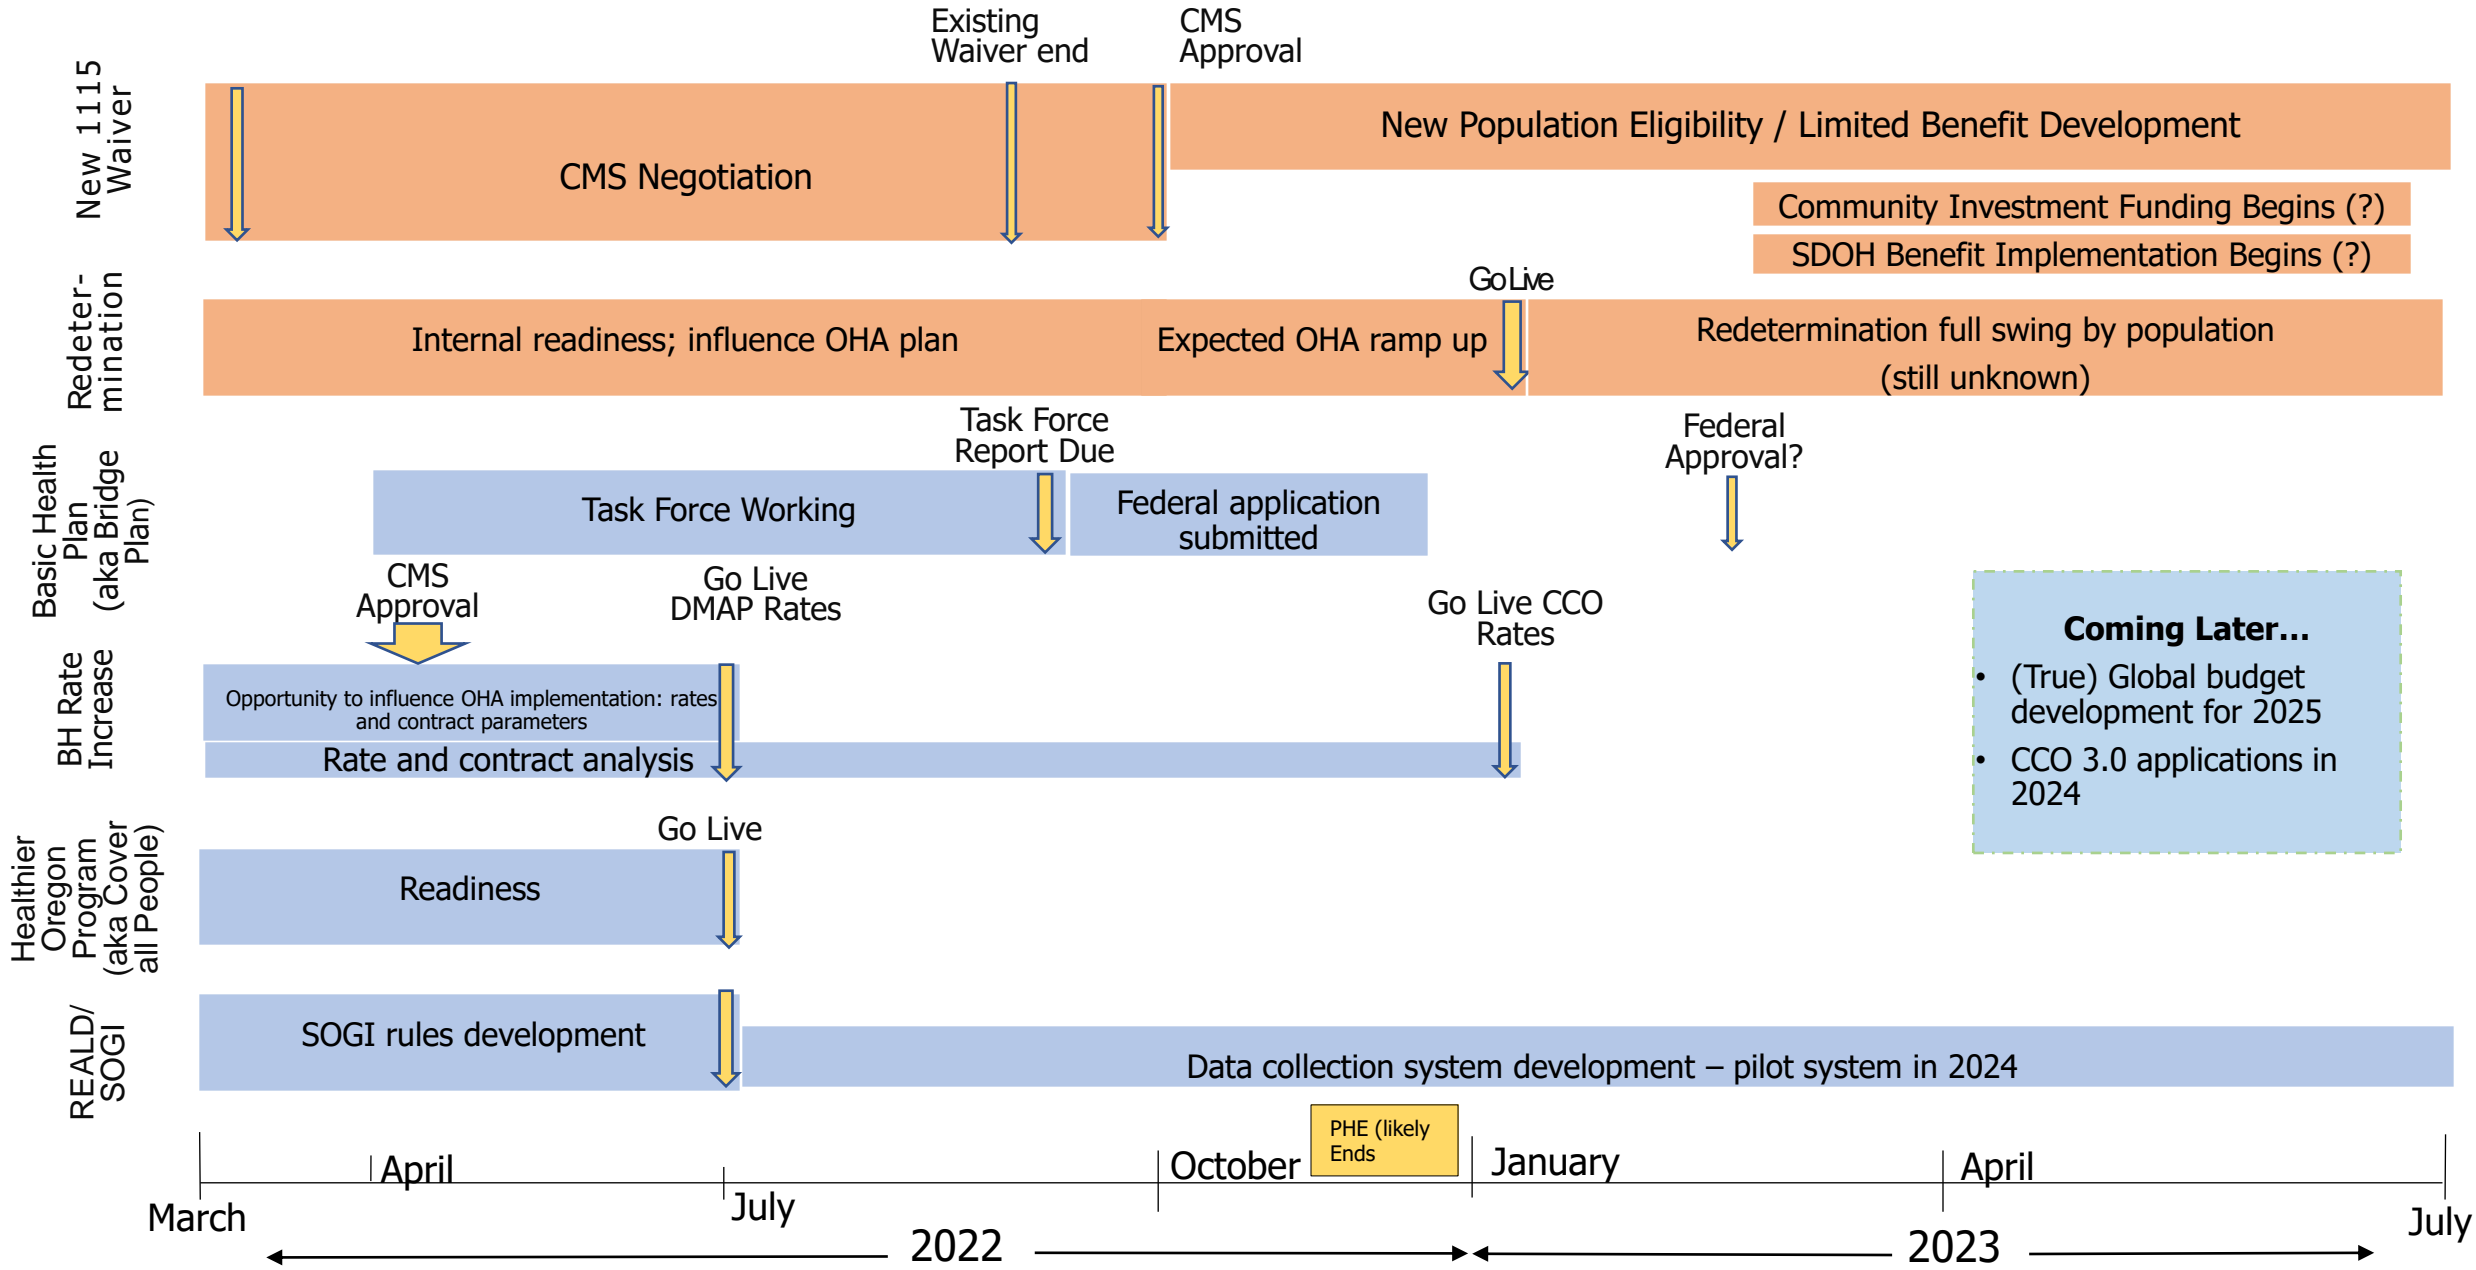 Existing
Waiver end
CMS
Approval
New 1115
Waiver
CMS Negotiation
New Population Eligibility / Limited Benefit Development
Community Investment Funding Begins (?)
SDOH Benefit Implementation Begins (?)
Redeter-
mination
Go Live
Internal readiness; influence OHA plan
Expected OHA ramp up
Redetermination full swing by population
(still unknown)
Basic Health
Plan
(aka Bridge
Plan)
Task Force
Report Due
Federal
Approval?
Task Force Working
Federal application
submitted
BH Rate
Increase
CMS
Approval
Go Live
DMAP Rates
Go Live CCO
Rates
Opportunity to influence OHA implementation: rates
and contract parameters
Rate and contract analysis
Coming Later...
• (True) Global budget
development for 2025
• CCO 3.0 applications in
2024
Healthier
Oregon
Program
(aka Cover
all People)
Go Live
Readiness
REALD/
SOGI
SOGI rules development
Data collection system development – pilot system in 2024
PHE (likely
Ends
March
April
July
October
January
April
July
2022
2023